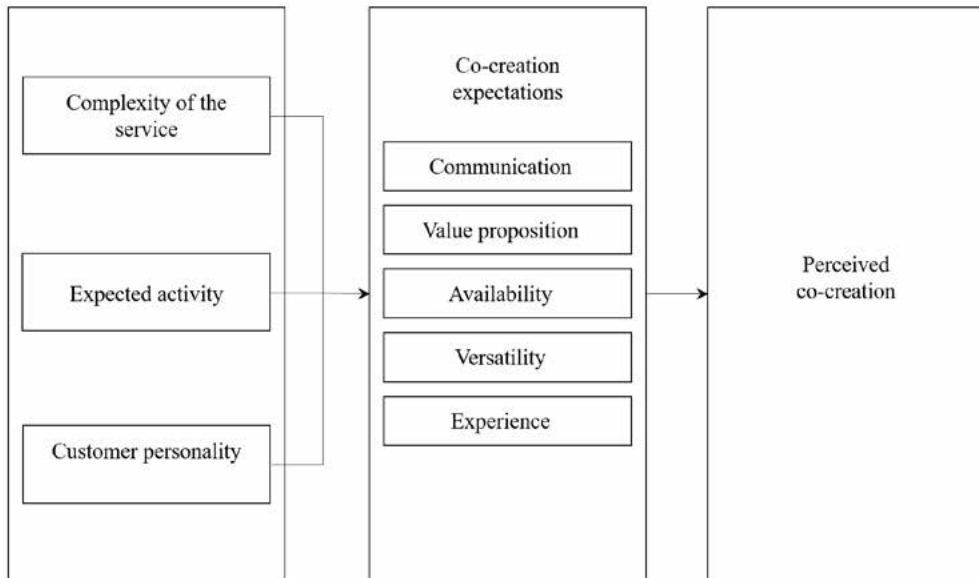 Complexity of the
service
Expected activity
Customer personality
Co-creation
expectations
Communication
Value proposition
Availability
Versatility
Experience
Perceived
co-creation